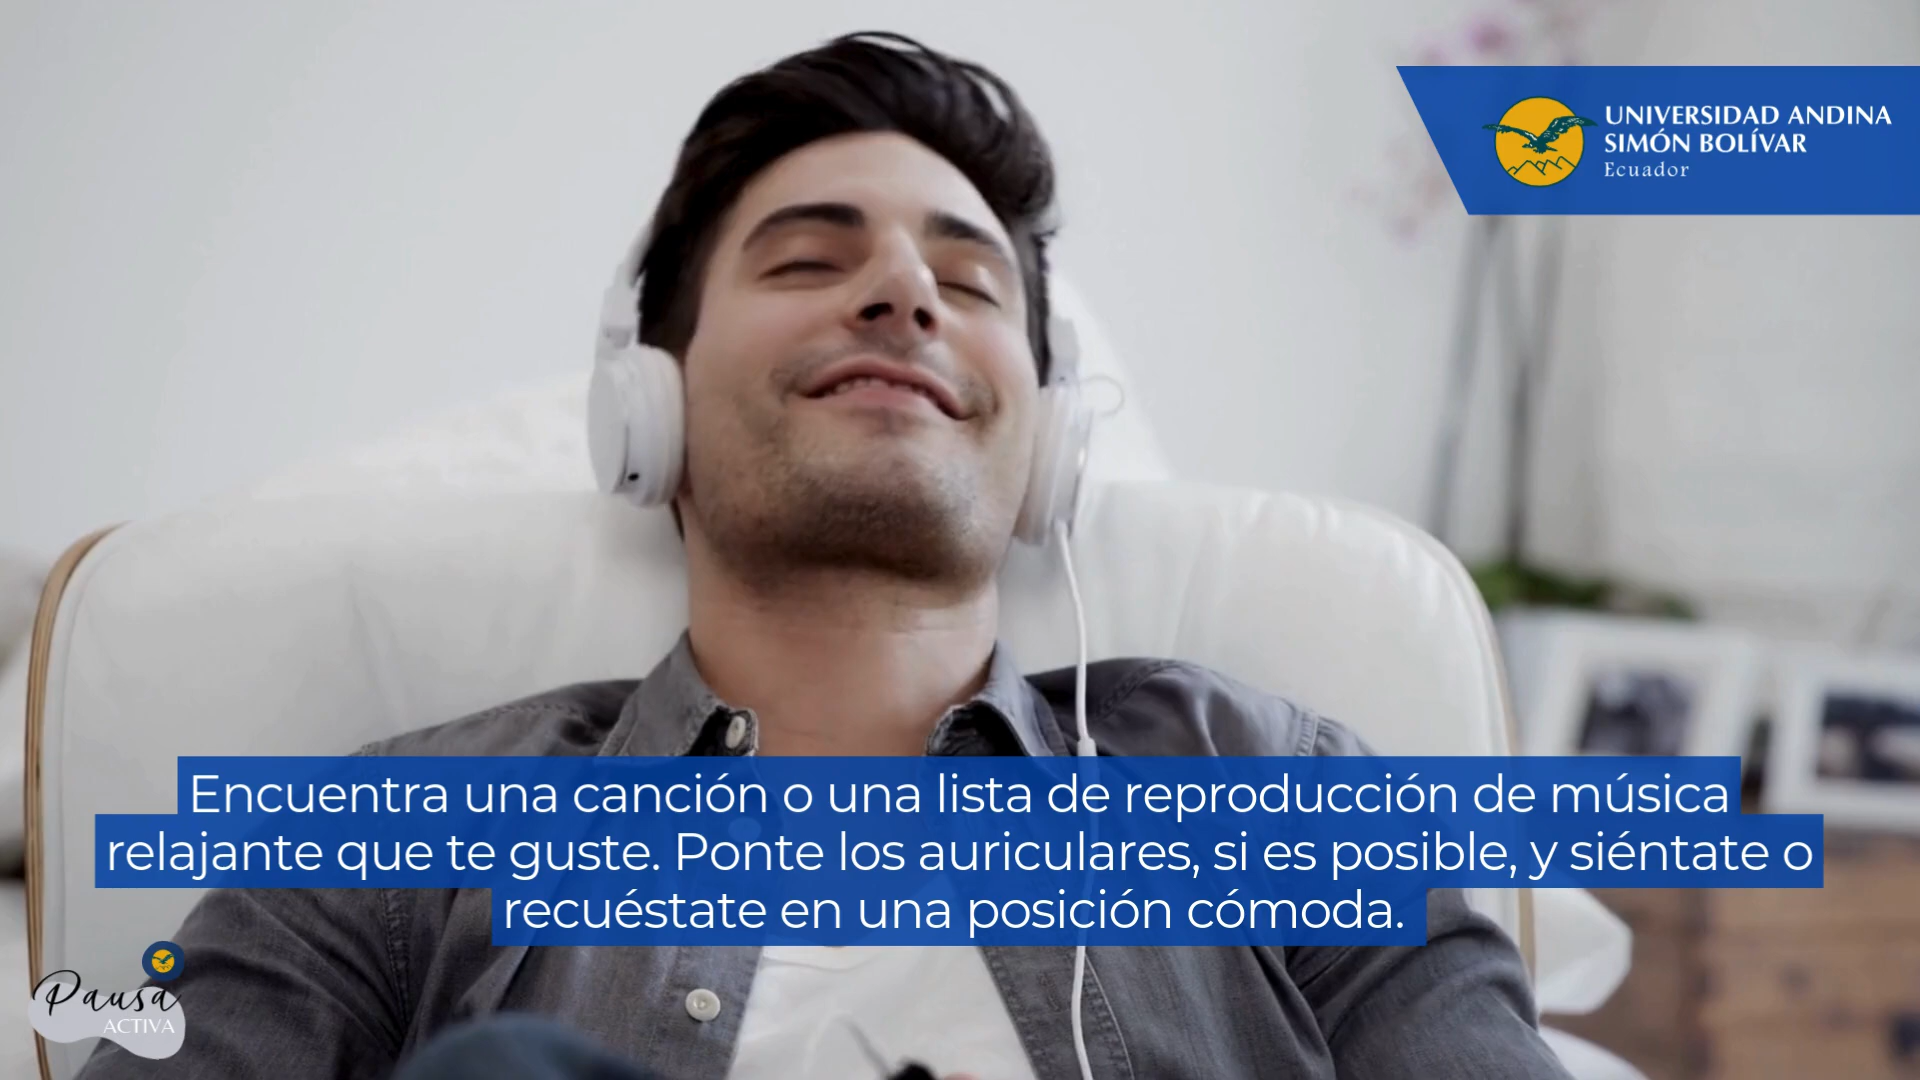 UNIVERSIDAD ANDINA
SIMÓN BOLÍVAR
Ecuador
Encuentra una canción o una lista de reproducción de música
relajante que te guste. Ponte los auriculares, si es posible, y siéntate o
recuéstate en una posición cómoda.
Pausa
ACTIVA